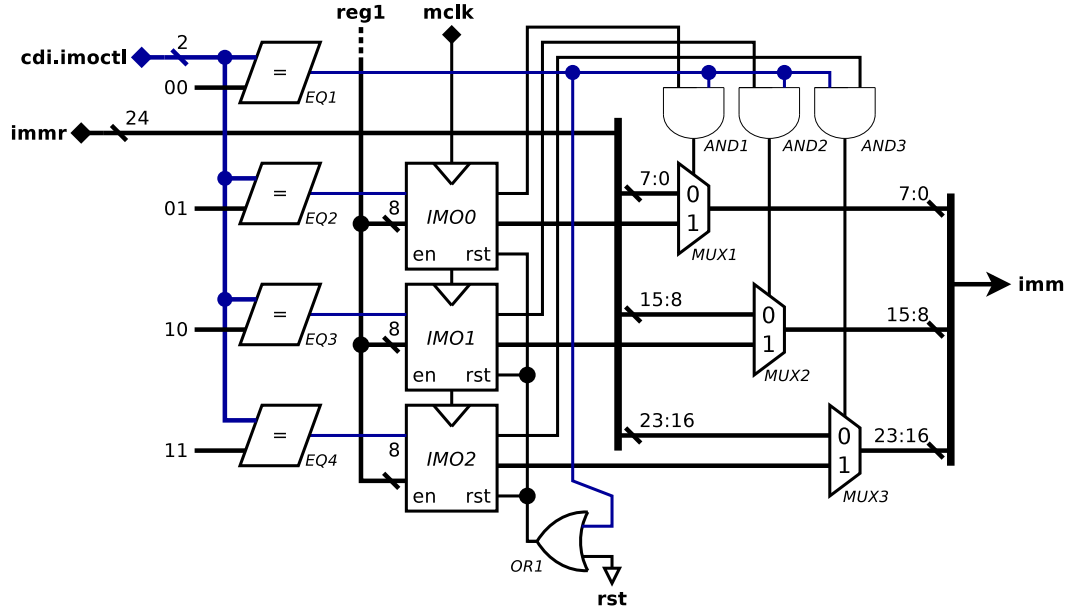 reg1
mclk
cdi.imoctl
2
=
00
EQ1
immr
24
AND1
AND2
AND3
=
01
EQ2
8
IMO0
en
rst
7:0
0
1
MUX1
7:0
=
10
EQ3
8
IMO1
en
rst
15:8
0
1
MUX2
15:8
imm
=
11
EQ4
8
IMO2
en
rst
23:16
0
1
MUX3
23:16
OR1
rst